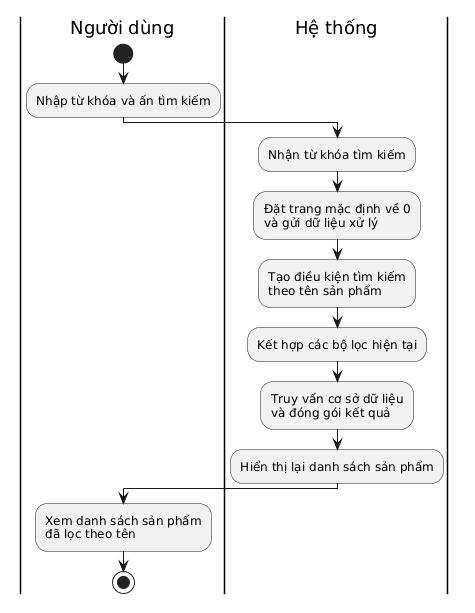 Người dùng
Hệ thống
Nhập từ khóa và ấn tìm kiếm
Nhận từ khóa tìm kiếm
Đặt trang mặc định về 0
và gửi dữ liệu xử lý
Tạo điều kiện tìm kiếm
theo tên sản phẩm
Kết hợp các bộ lọc hiện tại
Truy vấn cơ sở dữ liệu
và đóng gói kết quả
Hiển thị lại danh sách sản phẩm
Xem danh sách sản phẩm
đã lọc theo tên